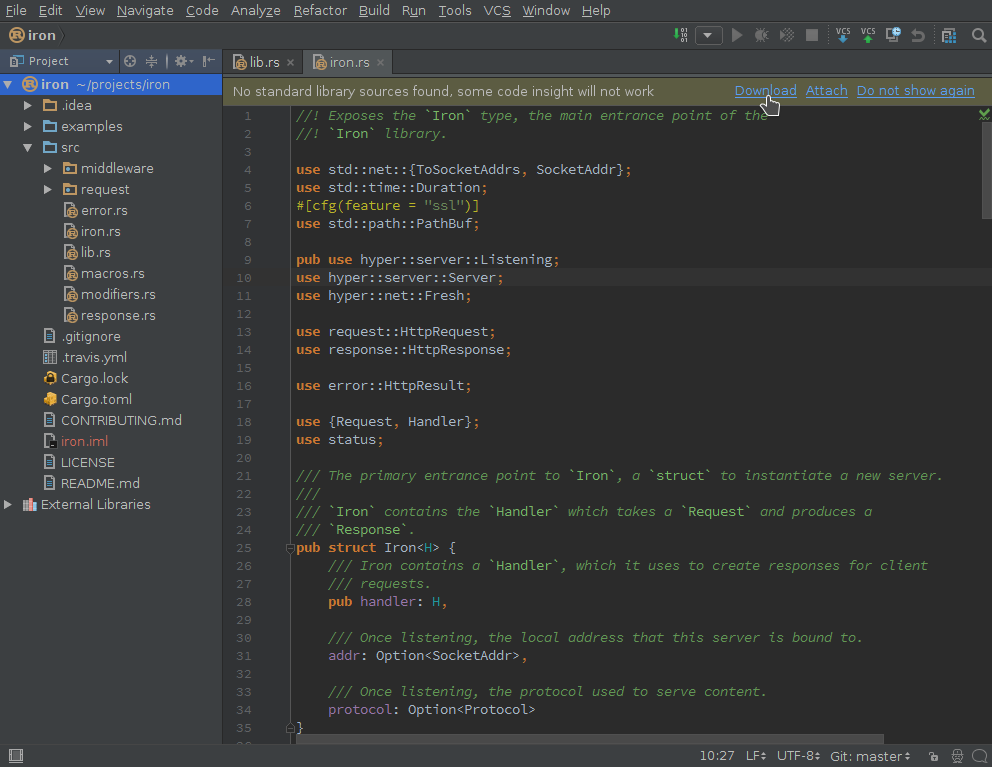 File Edit View Navigate Code Analyze Refactor Build Run Tools VCS Window Help
iron
VCS VCS
Project
lib.rs
iron.rs
iron ~/projects/iron
.idea
examples
src
middleware
request
error.rs
iron.rs
lib.rs
macros.rs
modifiers.rs
response.rs
.gitignore
.travis.yml
Cargo.lock
Cargo.toml
CONTRIBUTING.md
iron.iml
LICENSE
README.md
External Libraries
No standard library sources found, some code insight will not work Download Attach Do not show again
1 //! Exposes the `Iron` type, the main entrance point of the
2 //! `Iron` library.
3
4 use std::net::{ToSocketAddrs, SocketAddr};
5 use std::time::Duration;
6 #[cfg(feature = "ssl")]
7 use std::path::PathBuf;
8
9 pub use hyper::server::Listening;
10 use hyper::server::Server;
11 use hyper::net::Fresh;
12
13 use request::HttpRequest;
14 use response::HttpResponse;
15
16 use error::HttpResult;
17
18 use {Request, Handler};
19 use status;
20
21 /// The primary entrance point to `Iron`, a `struct` to instantiate a new server.
22 ///
23 /// `Iron` contains the `Handler` which takes a `Request` and produces a
24 /// `Response`.
25 pub struct Iron<H> {
26 /// Iron contains a `Handler`, which it uses to create responses for client
27 /// requests.
28 pub handler: H,
29
30 /// Once listening, the local address that this server is bound to.
31 addr: Option<SocketAddr>,
32
33 /// Once listening, the protocol used to serve content.
34 protocol: Option<Protocol>
35 }
10:27 LF UTF-8 Git: master